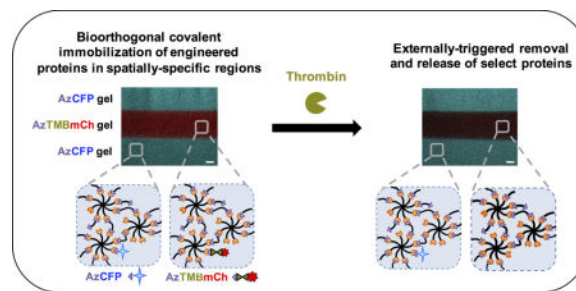 Bioorthogonal covalent
immobilization of engineered
proteins in spatially-specific regions
Externally-triggered removal
and release of select proteins
Thrombin
AzCFP gel
AzTMBmCh gel
AzCFP gel
AzCFP
AzTMBmCh